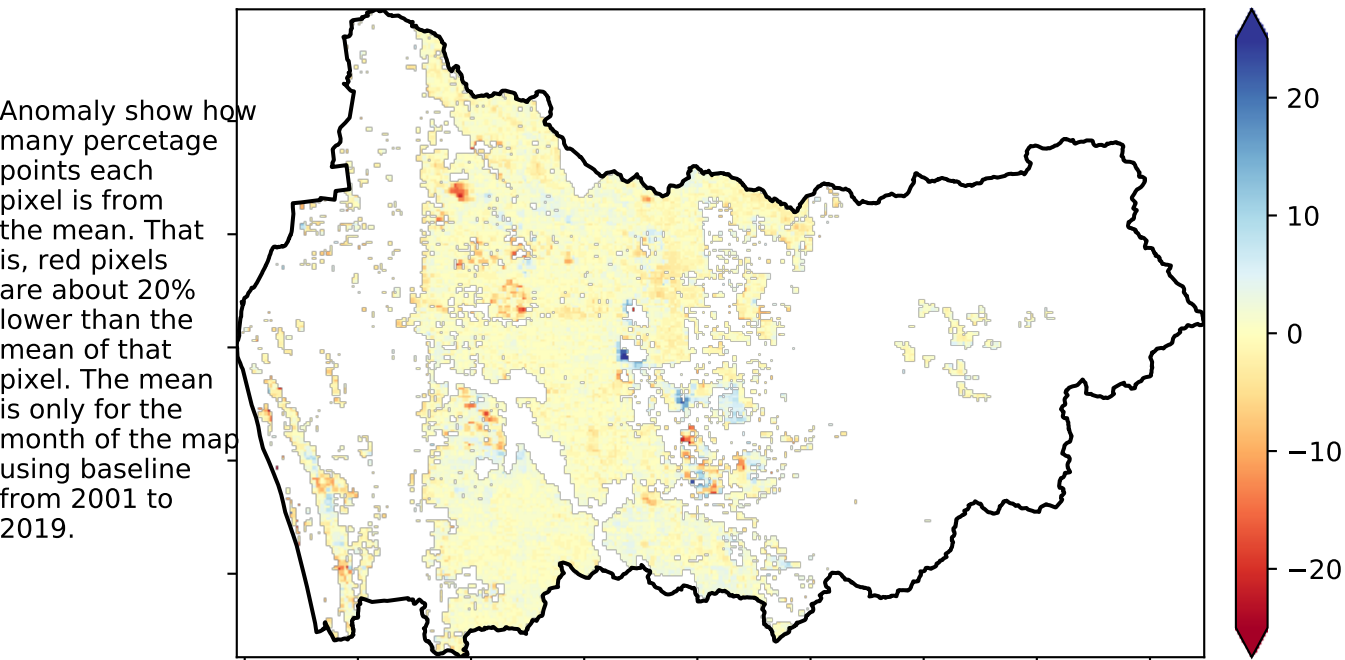 Anomaly show how
many percetage
points each
pixel is from
the mean. That
is, red pixels
are about 20%
lower than the
mean of that
pixel. The mean
is only for the
month of the map
using baseline
from 2001 to
2019.
20
10
0
−10
−20